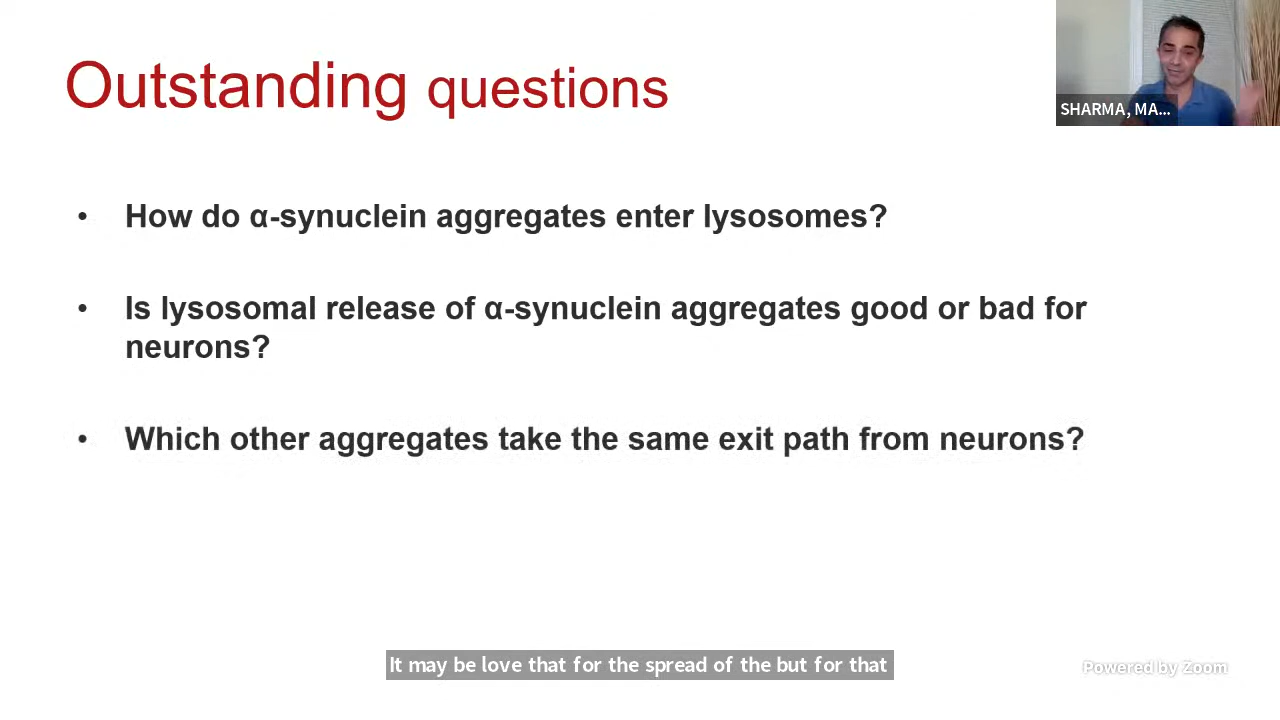 Outstanding questions
SHARMA, MA...
• How do α-synuclein aggregates enter lysosomes?
• Is lysosomal release of α-synuclein aggregates good or bad for
neurons?
• Which other aggregates take the same exit path from neurons?
It may be love that for the spread of the but for that
Powered by Zoom